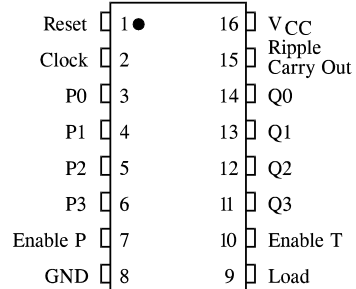 Reset 1 16 VCC
Clock 2 15 Ripple
Carry Out
P0 3 14 Q0
P1 4 13 Q1
P2 5 12 Q2
P3 6 11 Q3
Enable P 7 10 Enable T
GND 8 9 Load